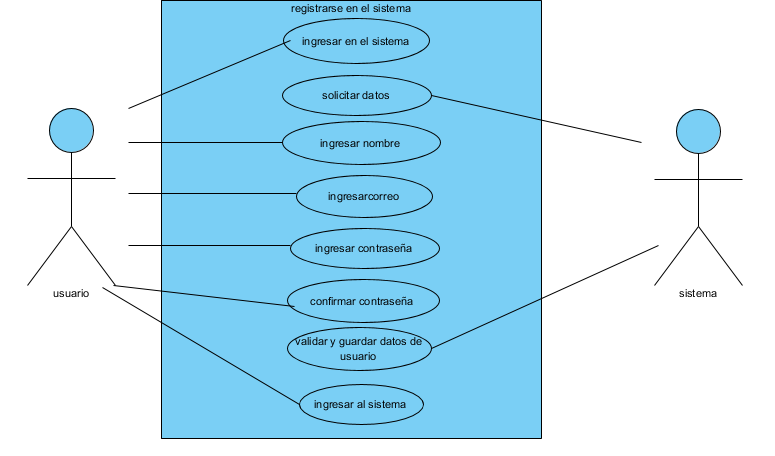 registrarse en el sistema
ingresar en el sistema
solicitar datos
ingresar nombre
ingresarcorreo
ingresar contraseña
confirmar contraseña
validar y guardar datos de
usuario
ingresar al sistema
usuario
sistema